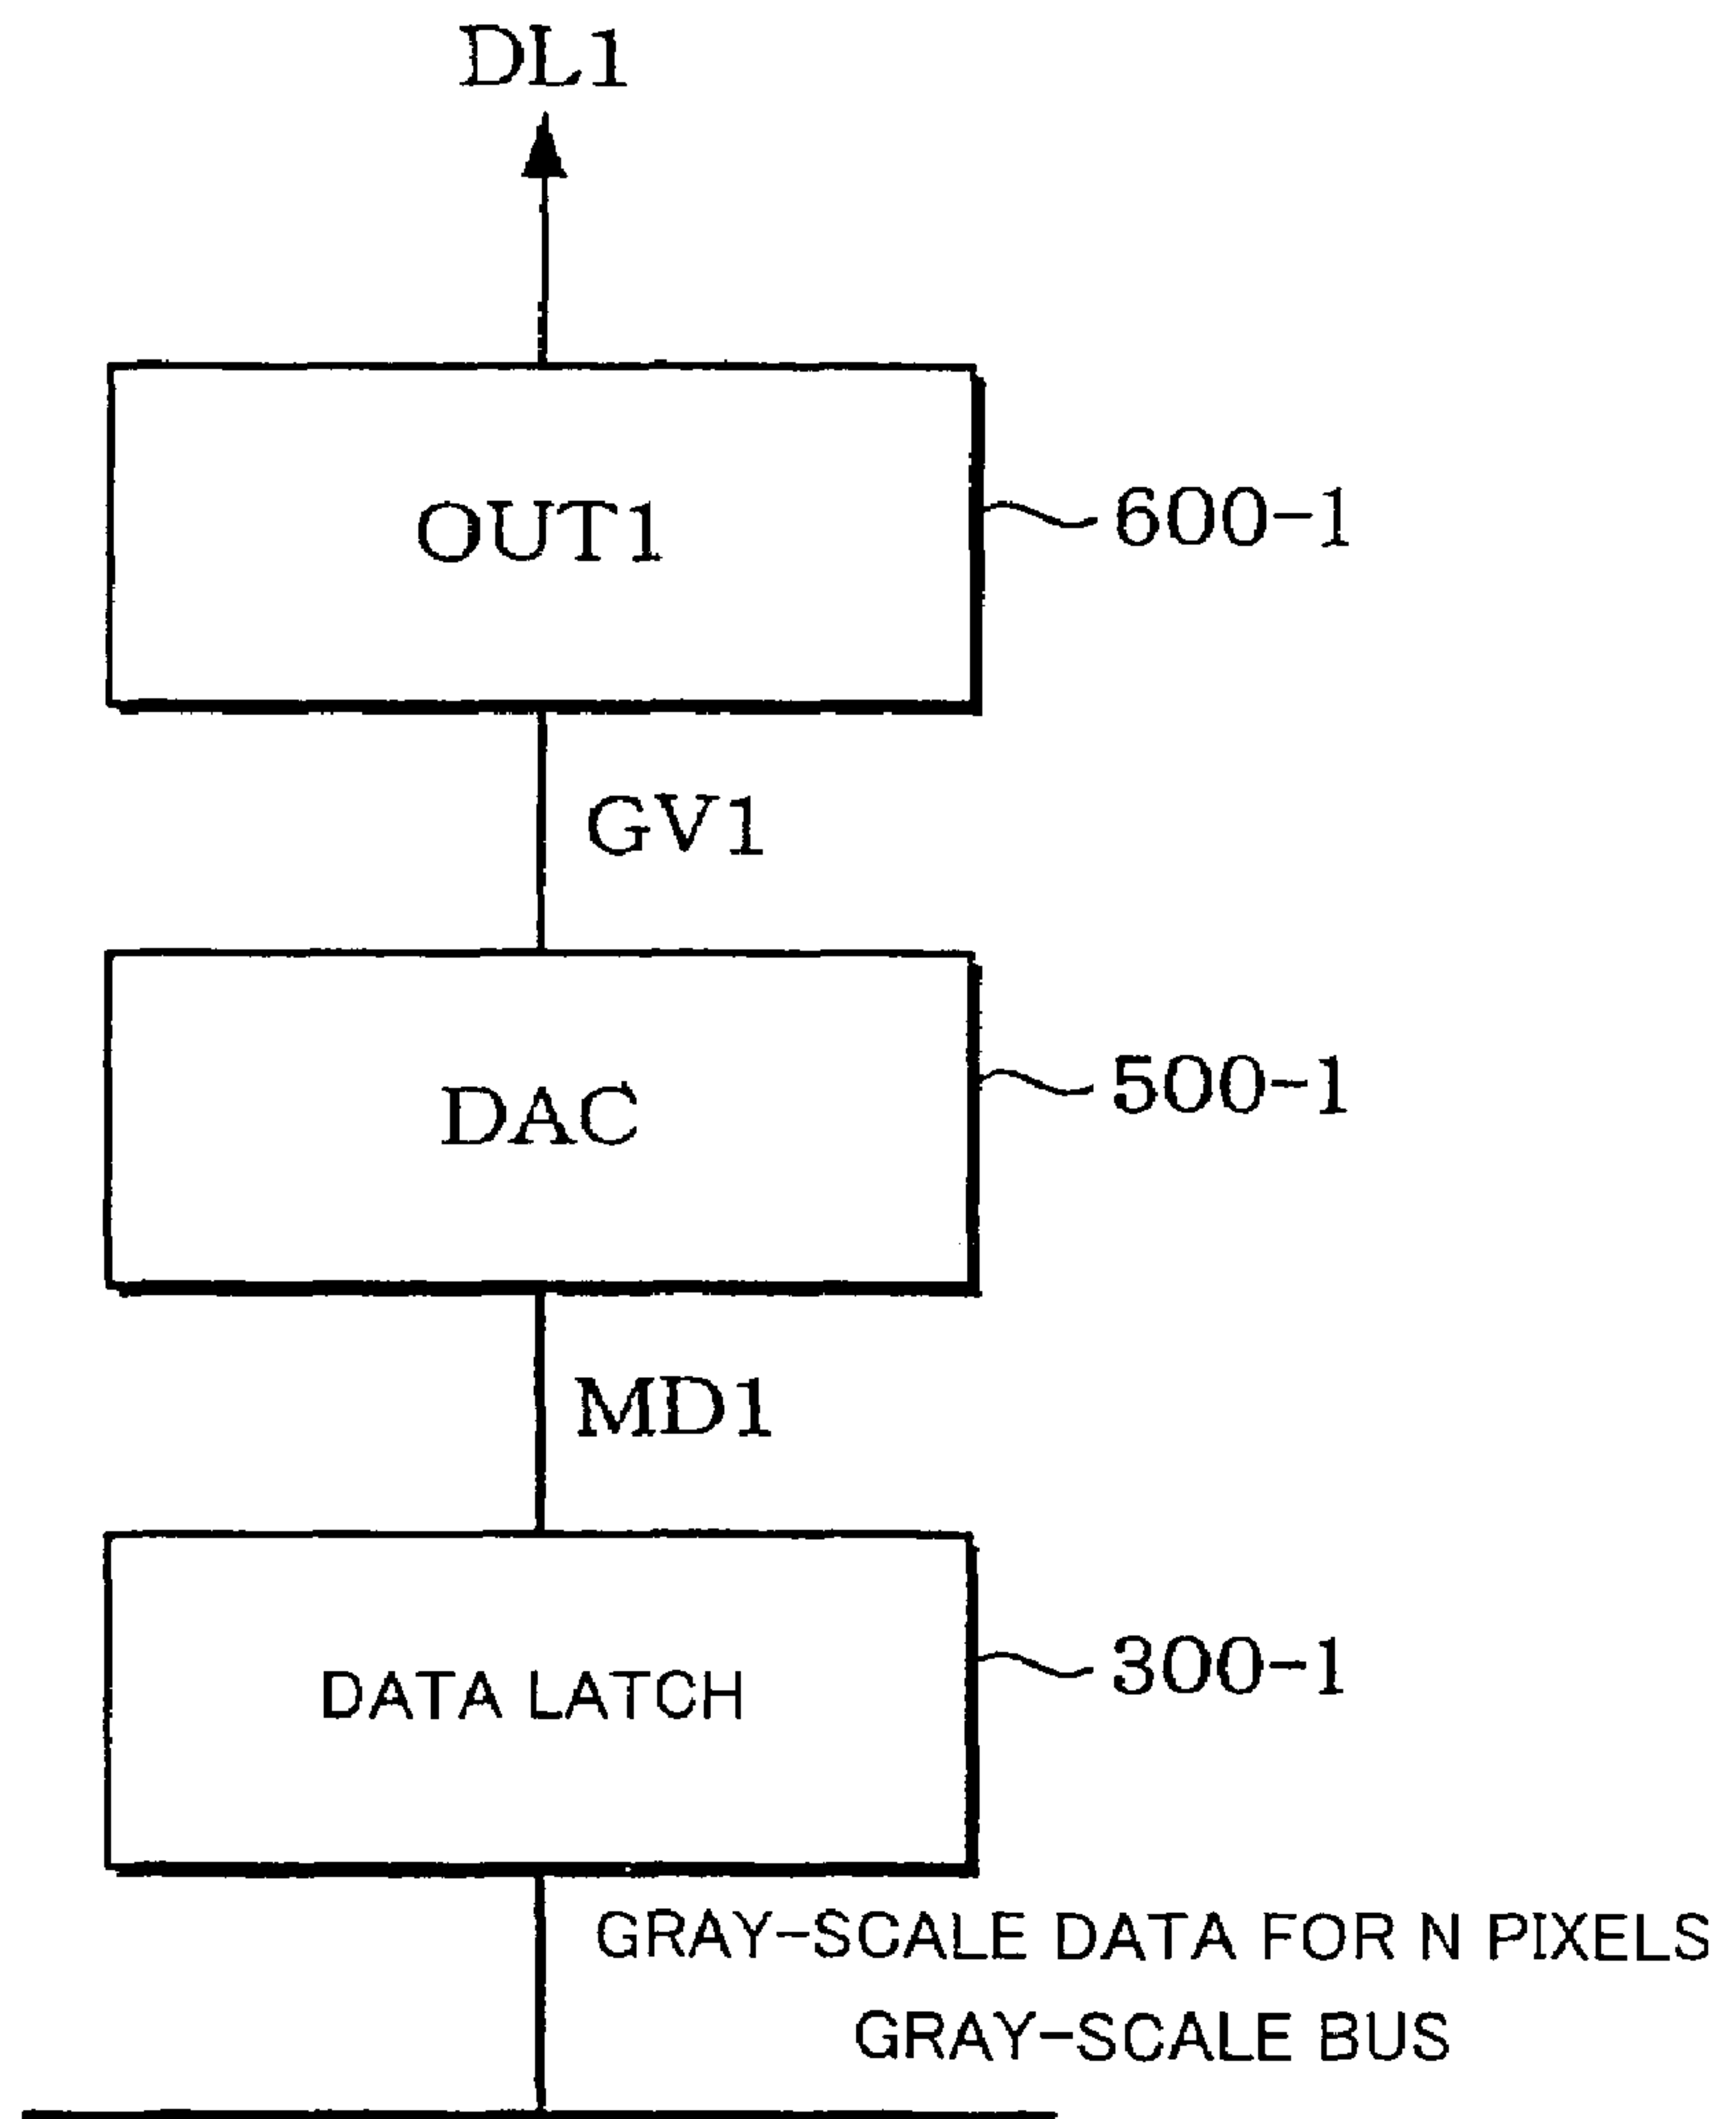 DL1
OUT1
600-1
GV1
DAC
500-1
MD1
DATA LATCH
300-1
GRAY-SCALE DATA FOR N PIXELS
GRAY-SCALE BUS